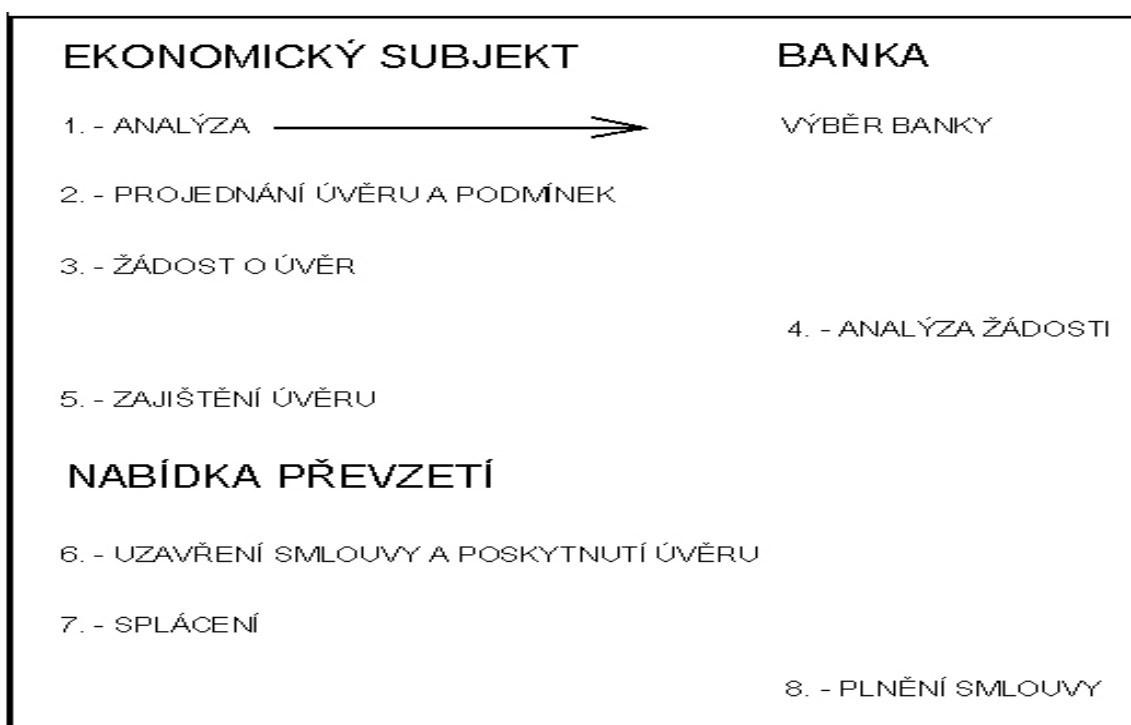 EKONOMICKÝ SUBJEKT BANKA
1. - ANALÝZA VÝBĚR BANKY
2. - PROJEDNÁNÍ ÚVĚRU A PODMÍNEK
3. - ŽÁDOST O ÚVĚR
4. - ANALÝZA ŽÁDOSTI
5. - ZAJIŠTĚNÍ ÚVĚRU
NABÍDKA PŘEVZETÍ
6. - UZAVŘENÍ SMLOUVY A POSKYTNUTÍ ÚVĚRU
7. - SPLÁCENÍ
8. - PLNĚNÍ SMLOUVY